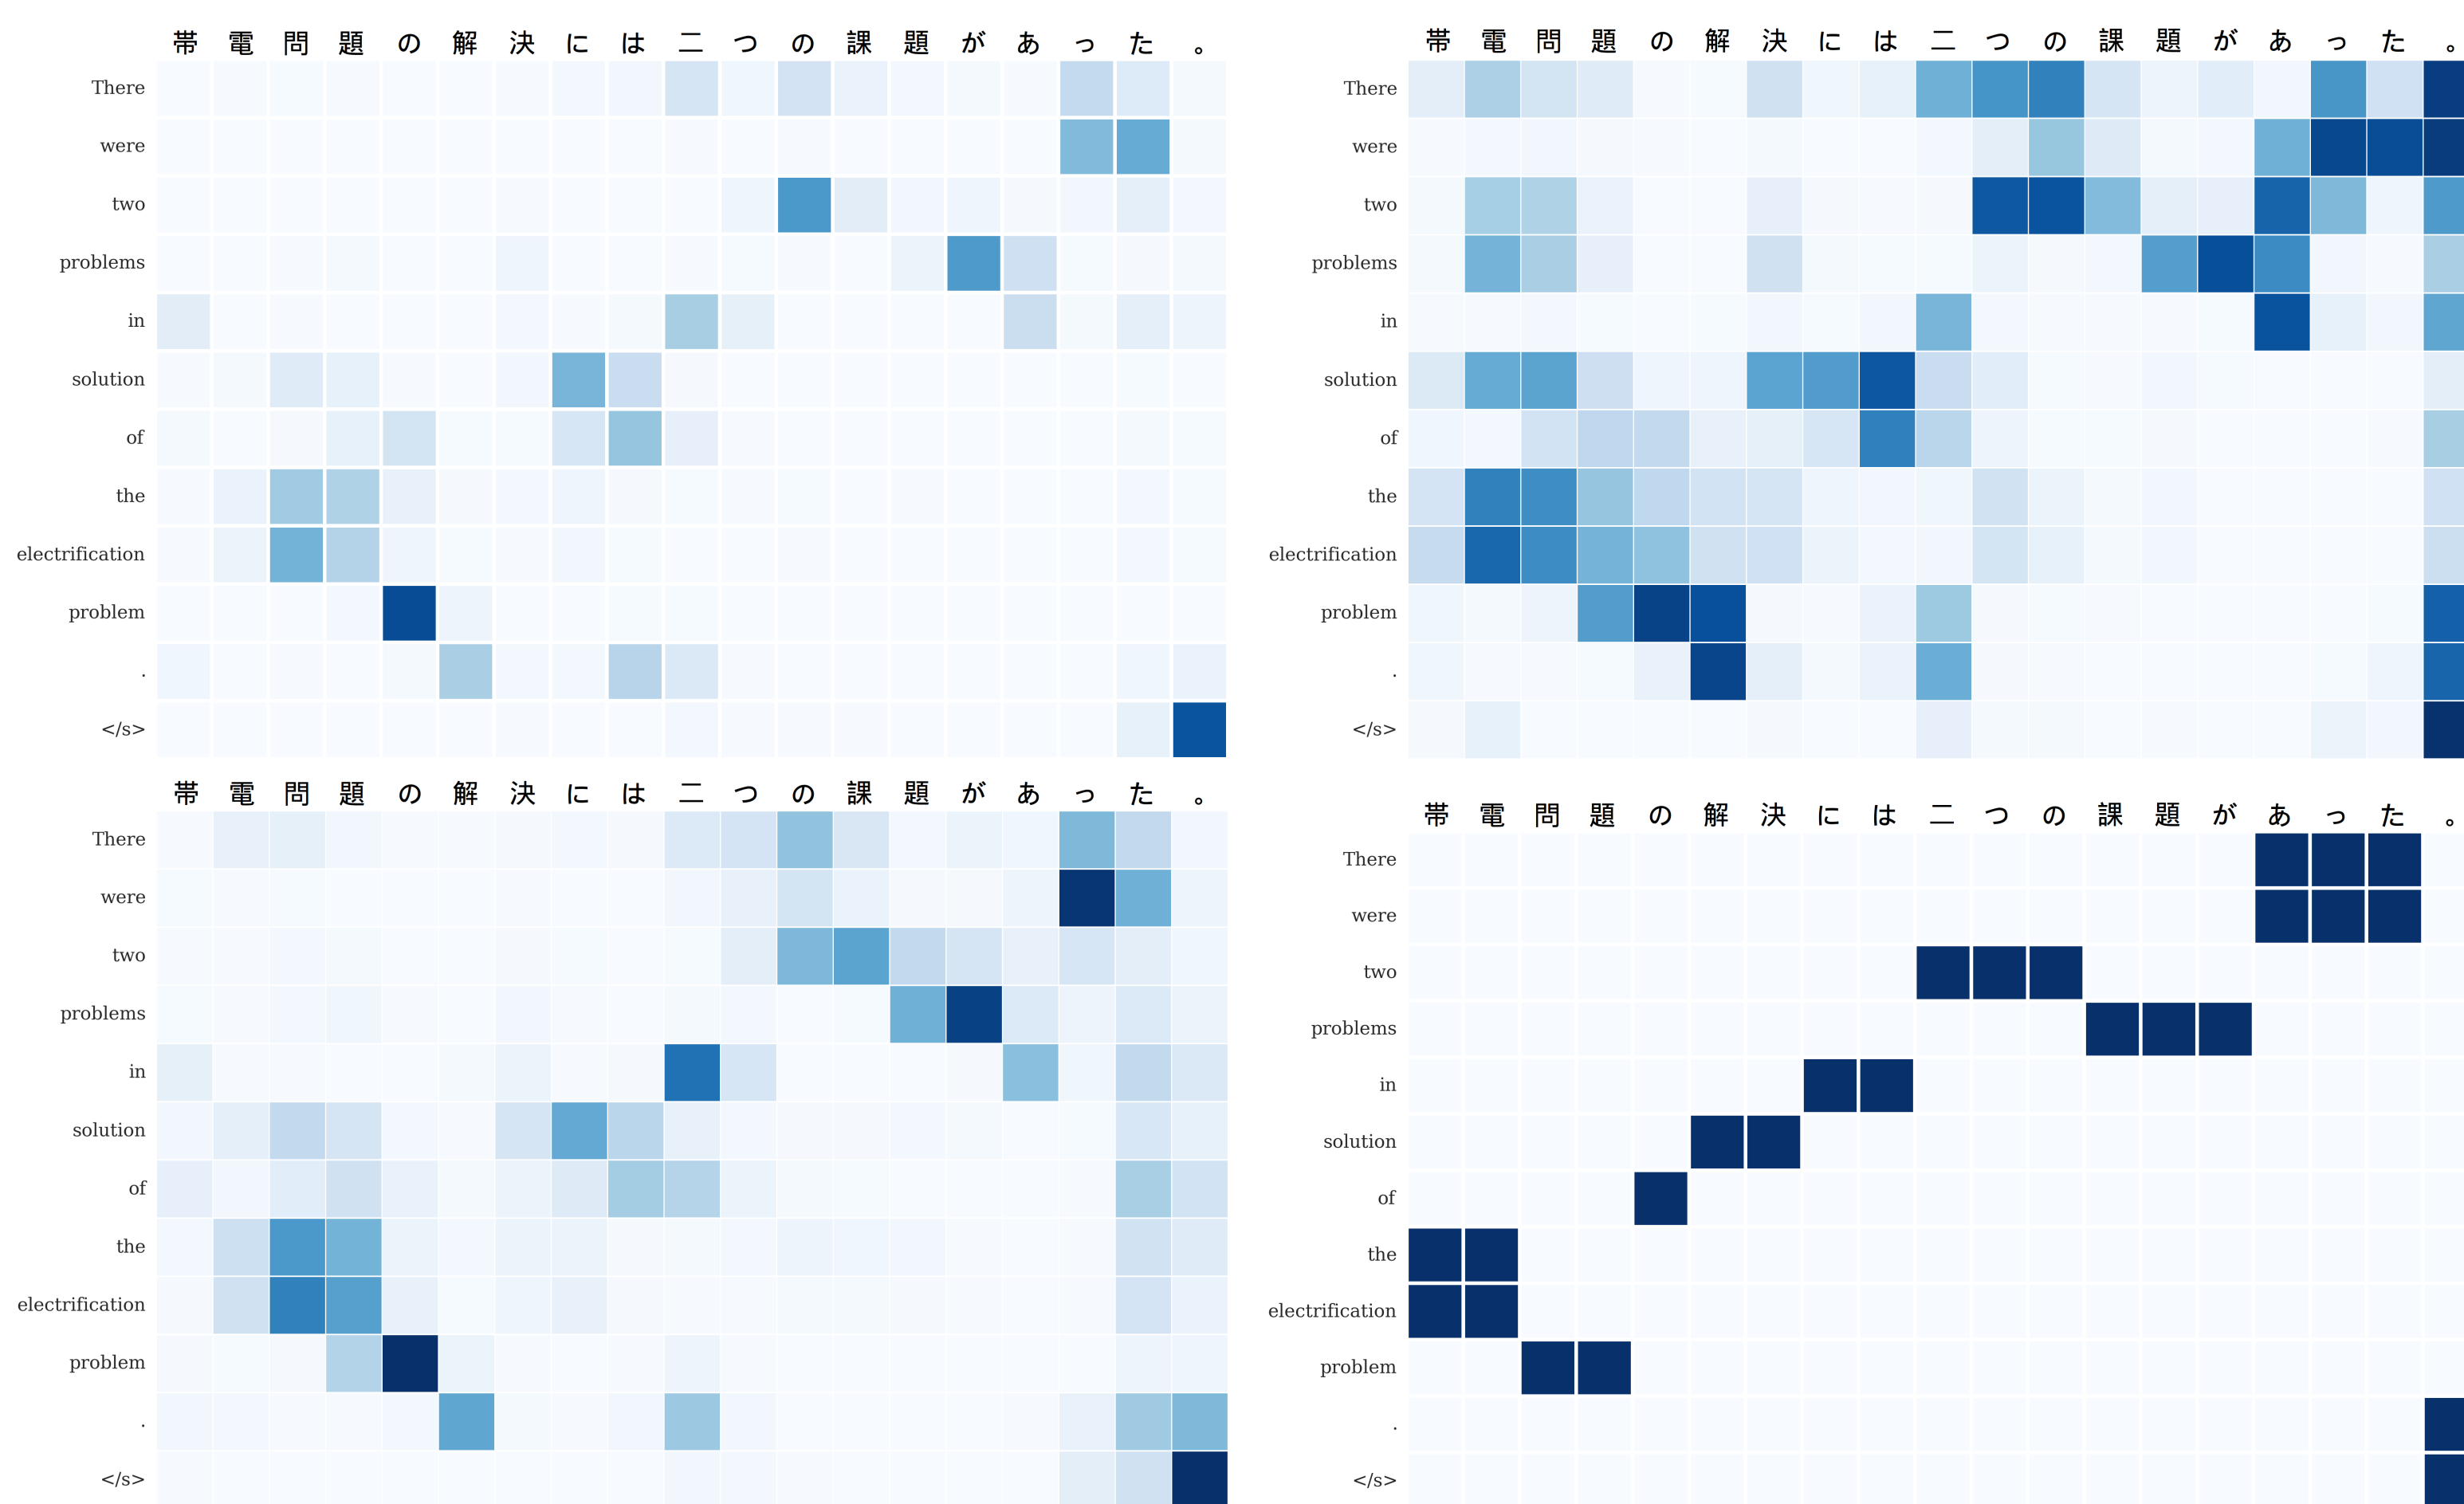 帯電問題の解決には二つの課題があった。
There
were
two
problems
in
solution
of
the
electrification
problem
.
</s>
帯電問題の解決には二つの課題があった。
There
were
two
problems
in
solution
of
the
electrification
problem
.
</s>
帯電問題の解決には二つの課題があった。
There
were
two
problems
in
solution
of
the
electrification
problem
.
</s>
帯電問題の解決には二つの課題があった。
There
were
two
problems
in
solution
of
the
electrification
problem
.
</s>